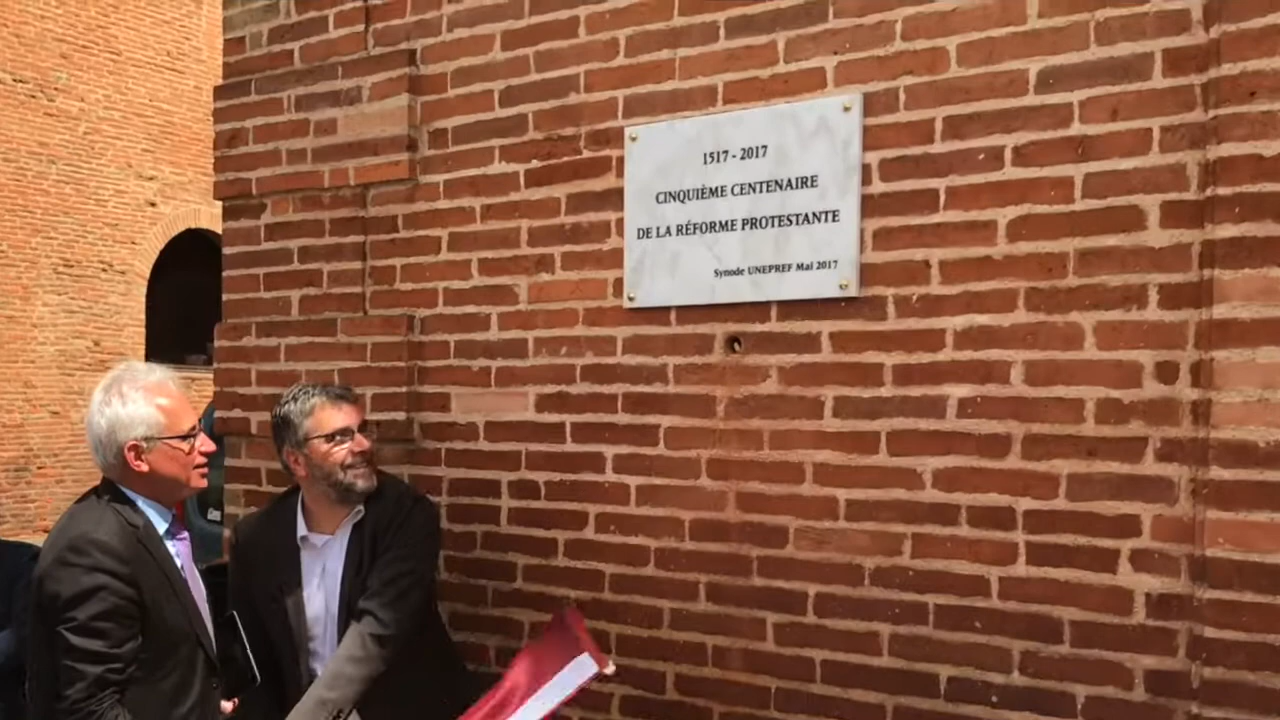 1517 - 2017
CINQUIÈME CENTENAIRE
DE LA RÉFORME PROTESTANTE
Synode UNEPREF Mai 2017